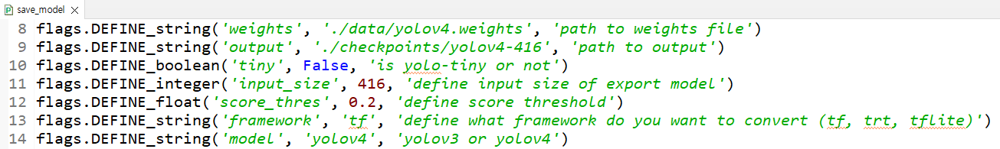 save_model
8 flags.DEFINE_string('weights', './data/yolov4.weights', 'path to weights file')
9 flags.DEFINE_string('output', './checkpoints/yolov4-416', 'path to output')
10 flags.DEFINE_boolean('tiny', False, 'is yolo-tiny or not')
11 flags.DEFINE_integer('input_size', 416, 'define input size of export model')
12 flags.DEFINE_float('score_thres', 0.2, 'define score threshold')
13 flags.DEFINE_string('framework', 'tf', 'define what framework do you want to convert (tf, trt, tflite)')
14 flags.DEFINE_string('model', 'yolov4', 'yolov3 or yolov4')